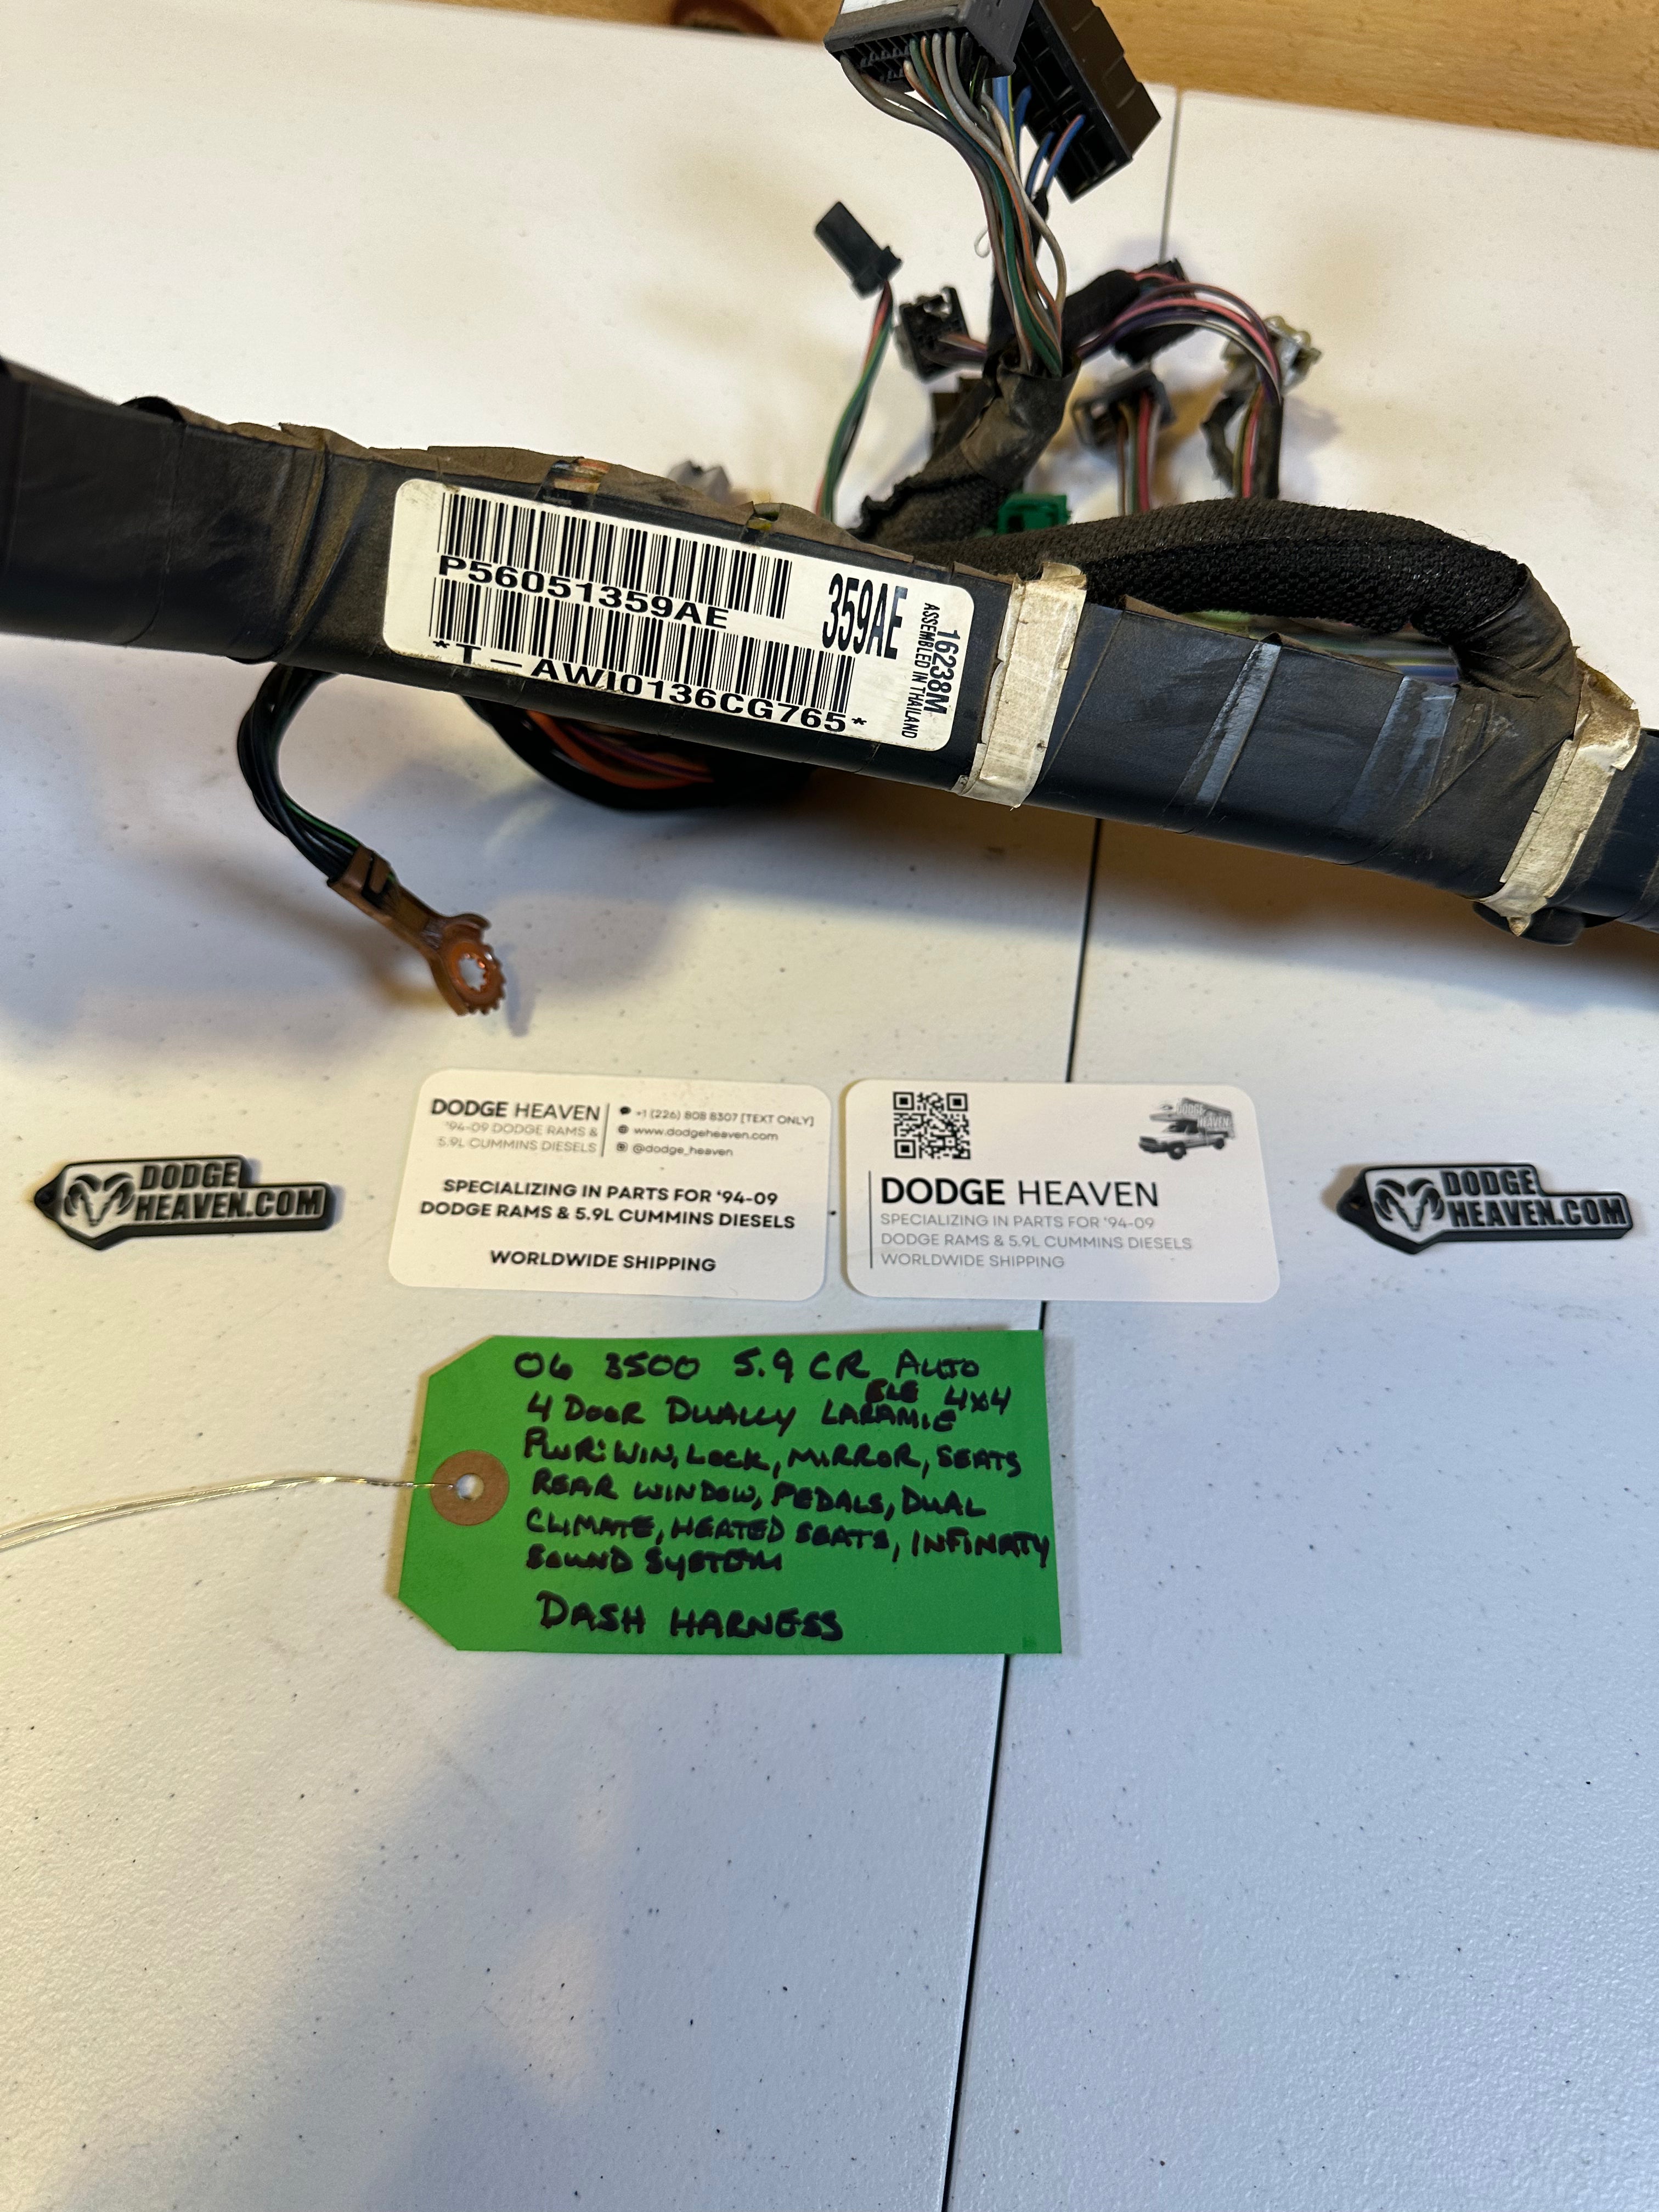 P56051359AE
359AE
*T-AWI0136CG765*
16238M
ASSEMBLED IN THAILAND
DODGE HEAVEN
'94-09 DODGE RAMS &
5.9L CUMMINS DIESELS
+1 (226) 808 8307 [TEXT ONLY]
www.dodgeheaven.com
@dodge_heaven
SPECIALIZING IN PARTS FOR '94-09
DODGE RAMS & 5.9L CUMMINS DIESELS
WORLDWIDE SHIPPING
DODGE
HEAVEN
DODGE HEAVEN
SPECIALIZING IN PARTS FOR '94-09
DODGE RAMS & 5.9L CUMMINS DIESELS
WORLDWIDE SHIPPING
DODGE
HEAVEN.COM
DODGE
HEAVEN.COM
06 3500 5.9 CR AUTO
4 DOOR DUALLY LARAMIE 4x4
PWR: WIN, LOCK, MIRROR, SEATS
REAR WINDOW, PEDALS, DUAL
CLIMATE, HEATED SEATS, INFINATY
SOUND SYSTEM
DASH HARNESS